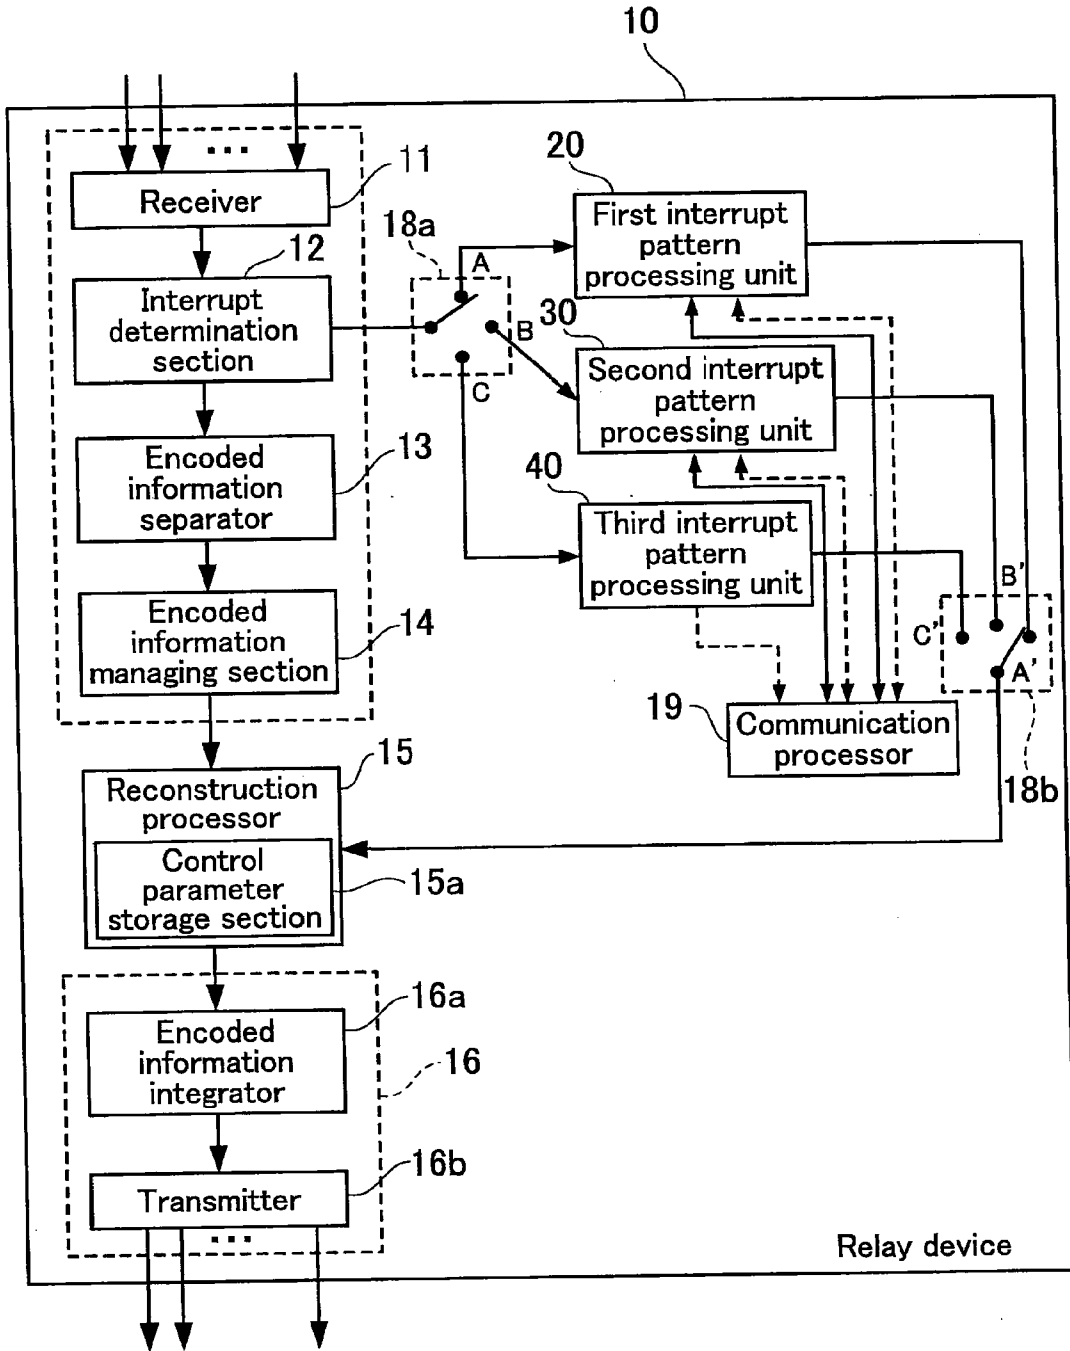 10
Receiver
11
12
Interrupt
determination
section
Encoded
information
separator
13
Encoded
information
managing section
14
18a
A
B
C
20
First interrupt
pattern
processing unit
30
Second interrupt
pattern
processing unit
40
Third interrupt
pattern
processing unit
B'
C'
A'
18b
19
Communication
processor
15
Reconstruction
processor
Control
parameter
storage section
15a
16a
Encoded
information
integrator
16
16b
Transmitter
Relay device